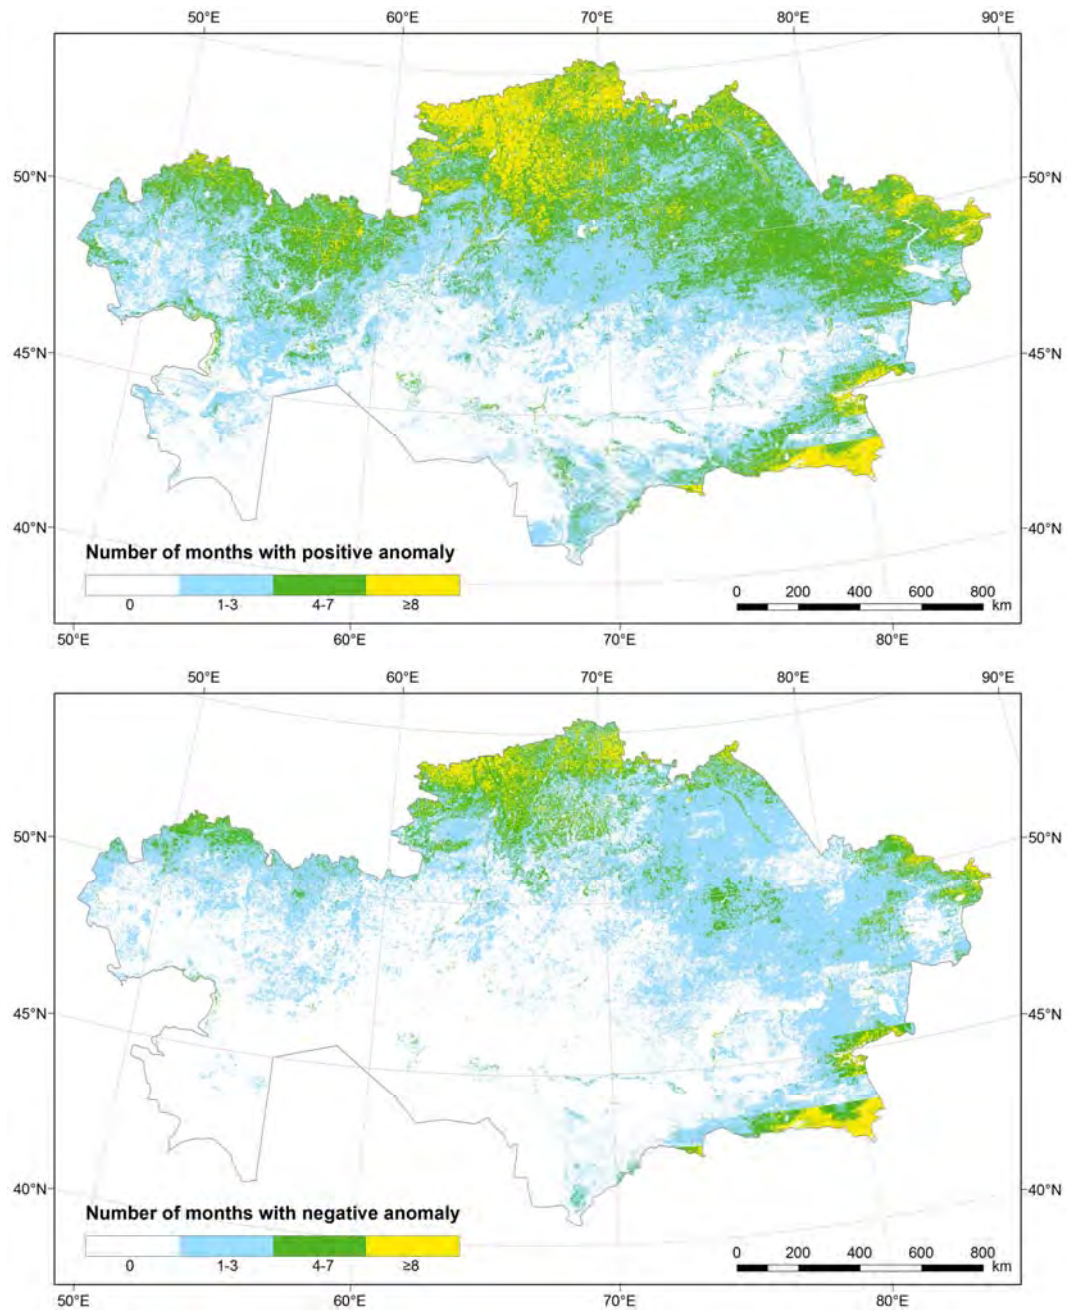 50°E 60°E 70°E 80°E 90°E
50°N 50°N
45°N 45°N
40°N 40°N
Number of months with positive anomaly
0 1-3 4-7 ≥8
0 200 400 600 800
km
50°E 60°E 70°E 80°E
50°E 60°E 70°E 80°E 90°E
50°N 50°N
45°N 45°N
40°N 40°N
Number of months with negative anomaly
0 1-3 4-7 ≥8
0 200 400 600 800
km
50°E 60°E 70°E 80°E